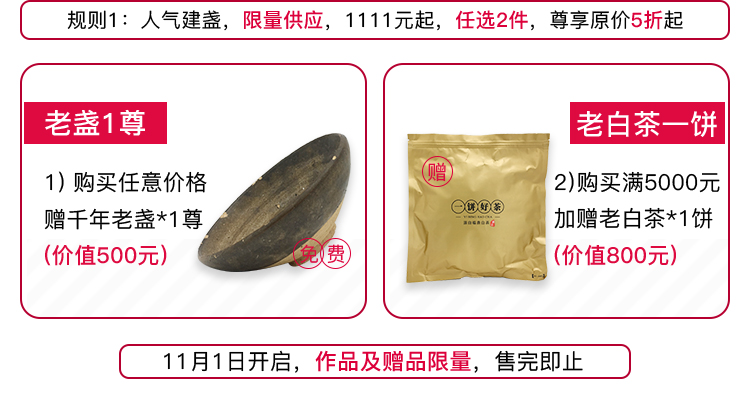 规则1：人气建盏，限量供应，1111元起，任选2件，尊享原价5折起
老盏1尊
1) 购买任意价格
赠千年老盏*1尊
(价值500元)
免费
老白茶一饼
2)购买满5000元
加赠老白茶*1饼
(价值800元)
赠
一饼好茶
11月1日开启，作品及赠品限量，售完即止